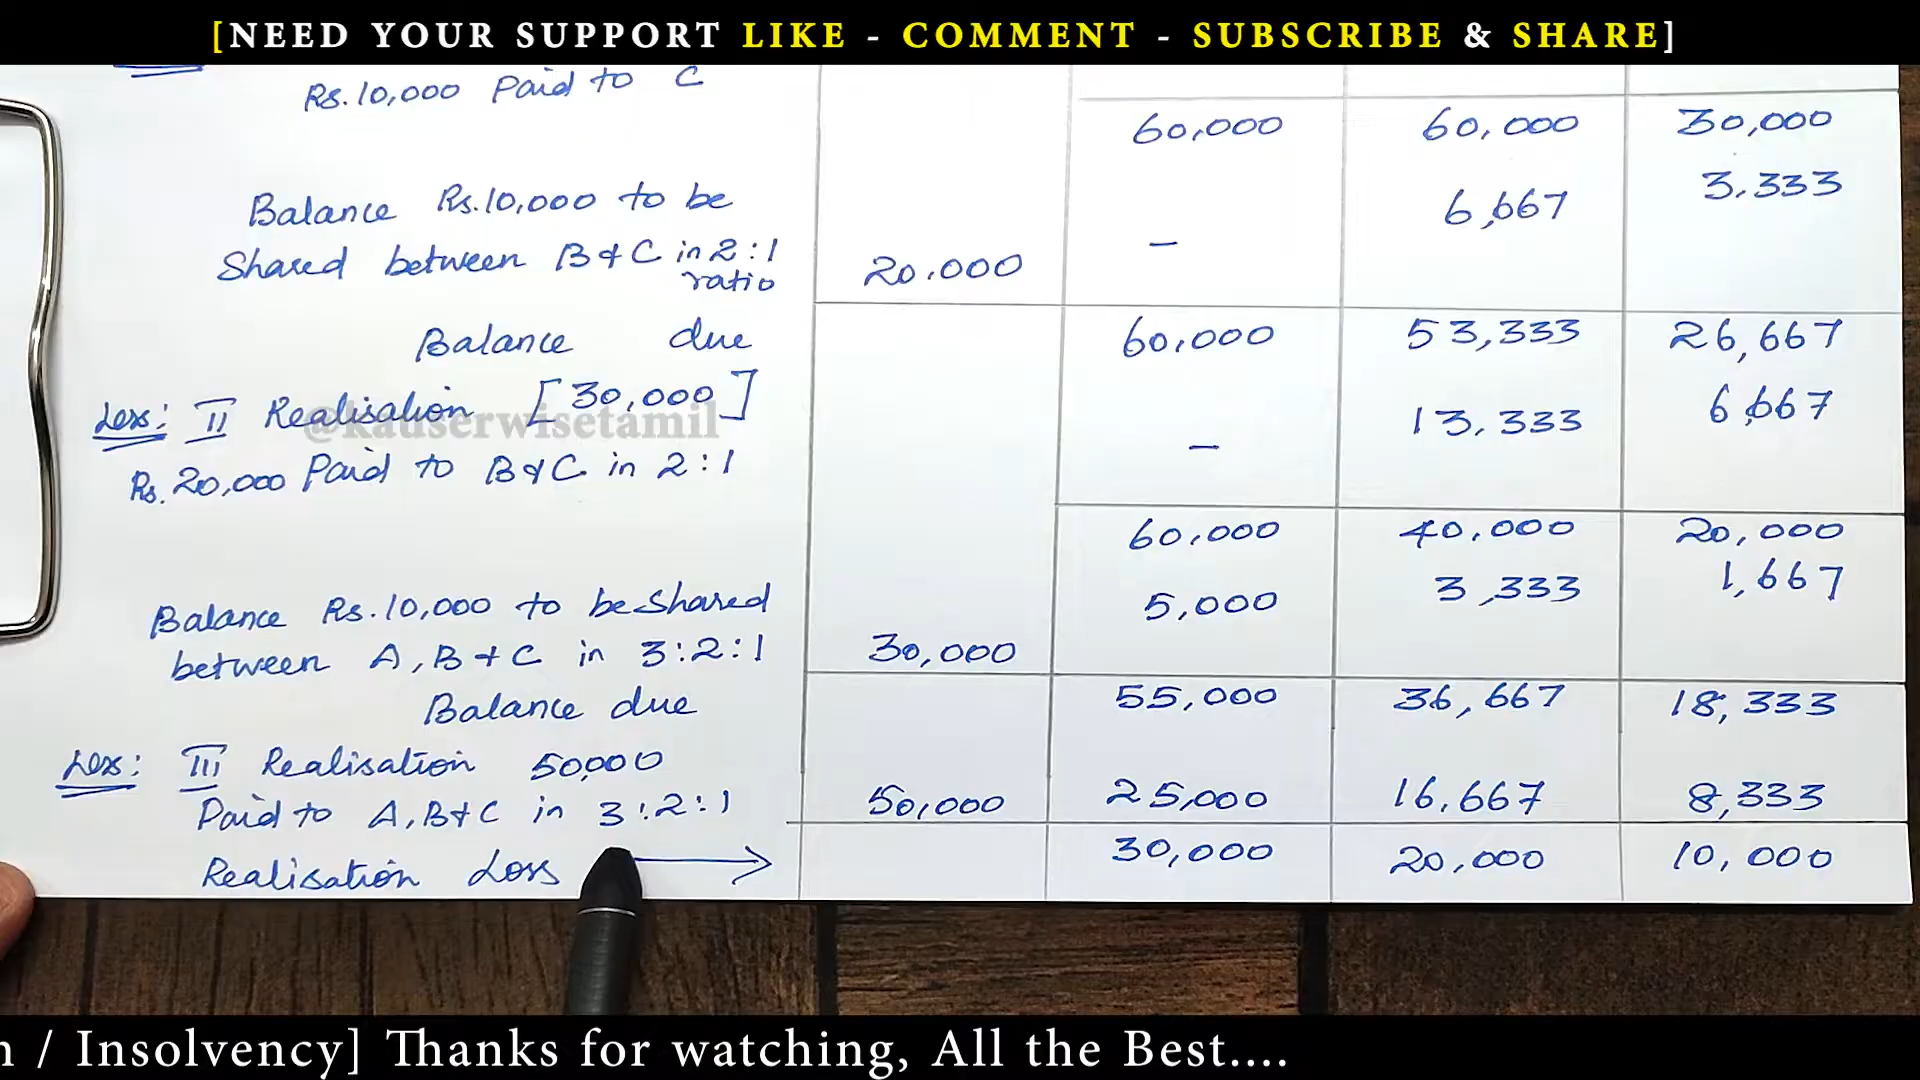 [NEED YOUR SUPPORT LIKE - COMMENT - SUBSCRIBE & SHARE]
Rs.10,000 Paid to C
60,000 60,000 30,000
Balance Rs.10,000 to be 6,667 3.333
Shared between B & C in 2:1 — 20.000
ratio
Balance due 60,000 53,333 26,667
Less: II Realisation [30,000] 13.333 6,667
@kauserwisetamil
Rs.20,000 Paid to B & C in 2:1 —
60,000 40,000 20,000
Balance Rs.10,000 to be Shared 5,000 3,333 1,667
between A, B & C in 3:2:1 30,000
Balance due 55,000 36,667 18,333
Less: III Realisation 50,000
Paid to A, B & C in 3:2:1 50,000 25,000 16,667 8,333
Realisation Loss → 30,000 20,000 10,000
n / Insolvency] Thanks for watching, All the Best....